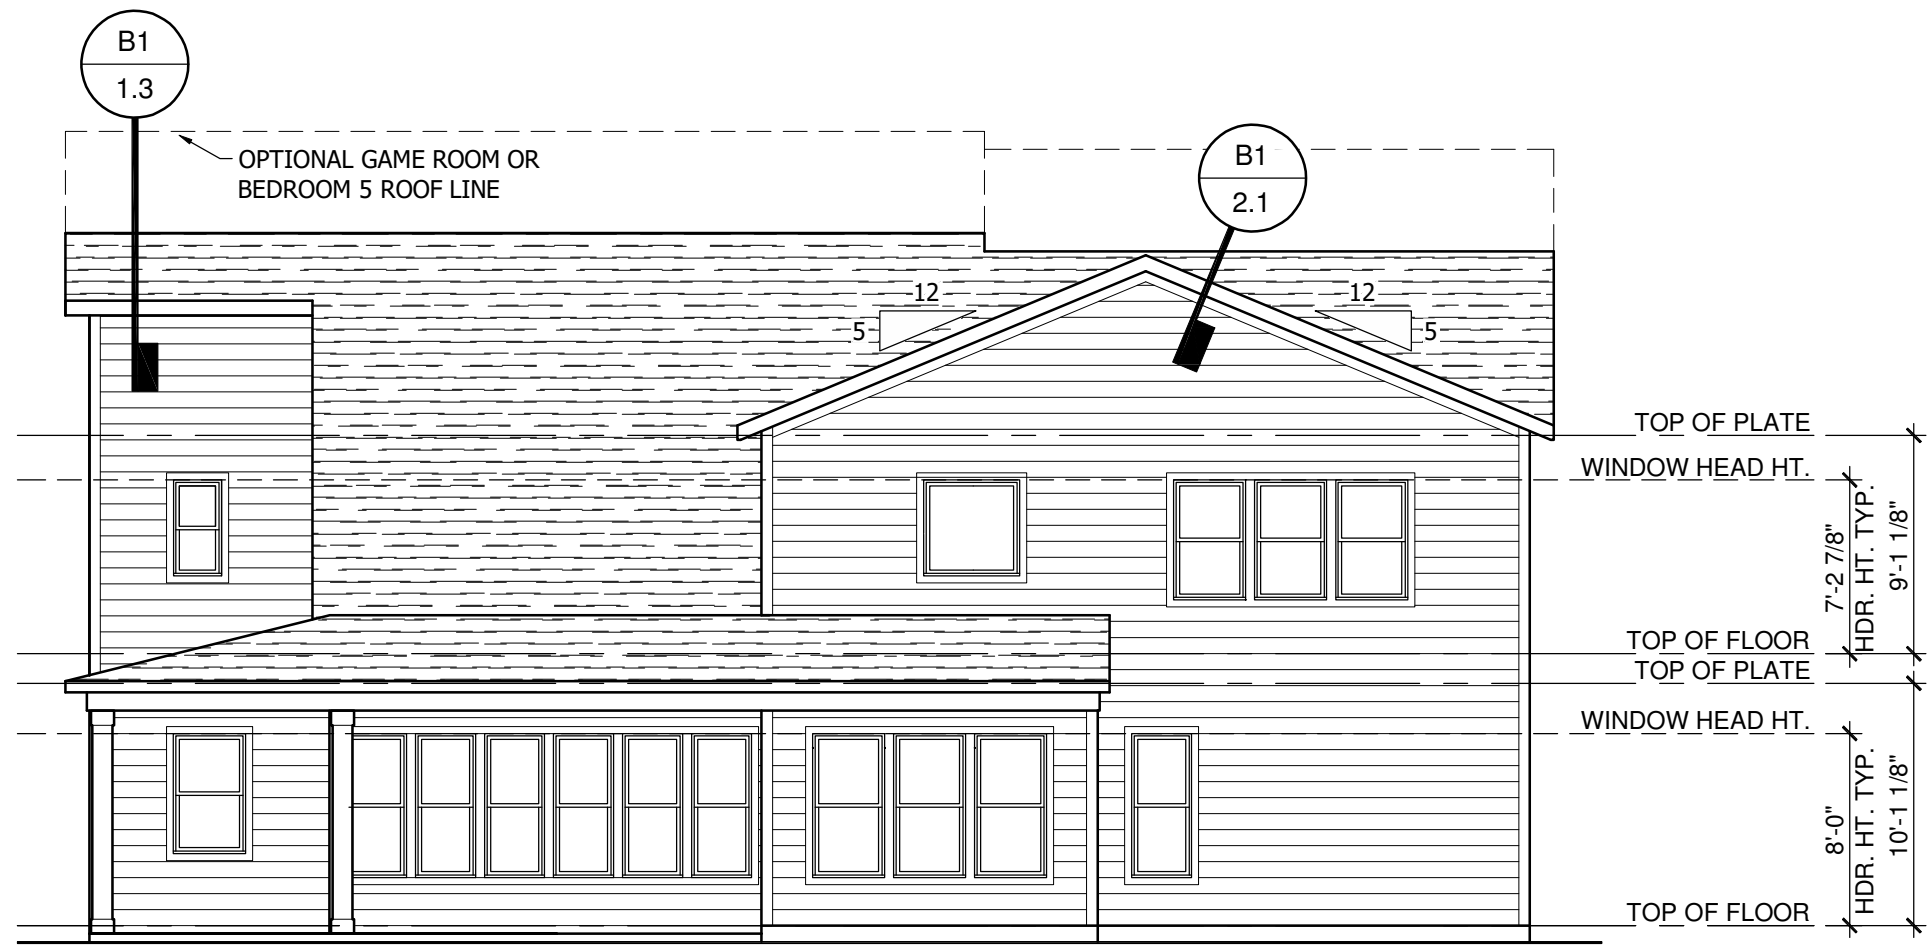 B1
1.3
OPTIONAL GAME ROOM OR
BEDROOM 5 ROOF LINE
B1
2.1
12
5
12
5
TOP OF PLATE
WINDOW HEAD HT.
7'-2 7/8"
HDR. HT. TYP.
9'-1 1/8"
TOP OF FLOOR
TOP OF PLATE
WINDOW HEAD HT.
8'-0"
HDR. HT. TYP.
10'-1 1/8"
TOP OF FLOOR